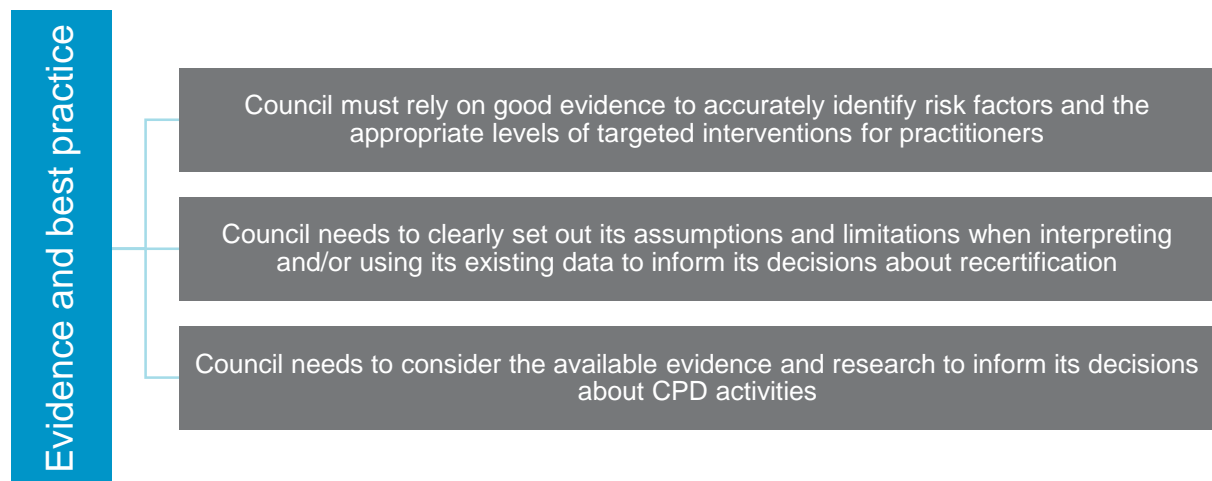 Evidence and best practice
Council must rely on good evidence to accurately identify risk factors and the
appropriate levels of targeted interventions for practitioners
Council needs to clearly set out its assumptions and limitations when interpreting
and/or using its existing data to inform its decisions about recertification
Council needs to consider the available evidence and research to inform its decisions
about CPD activities